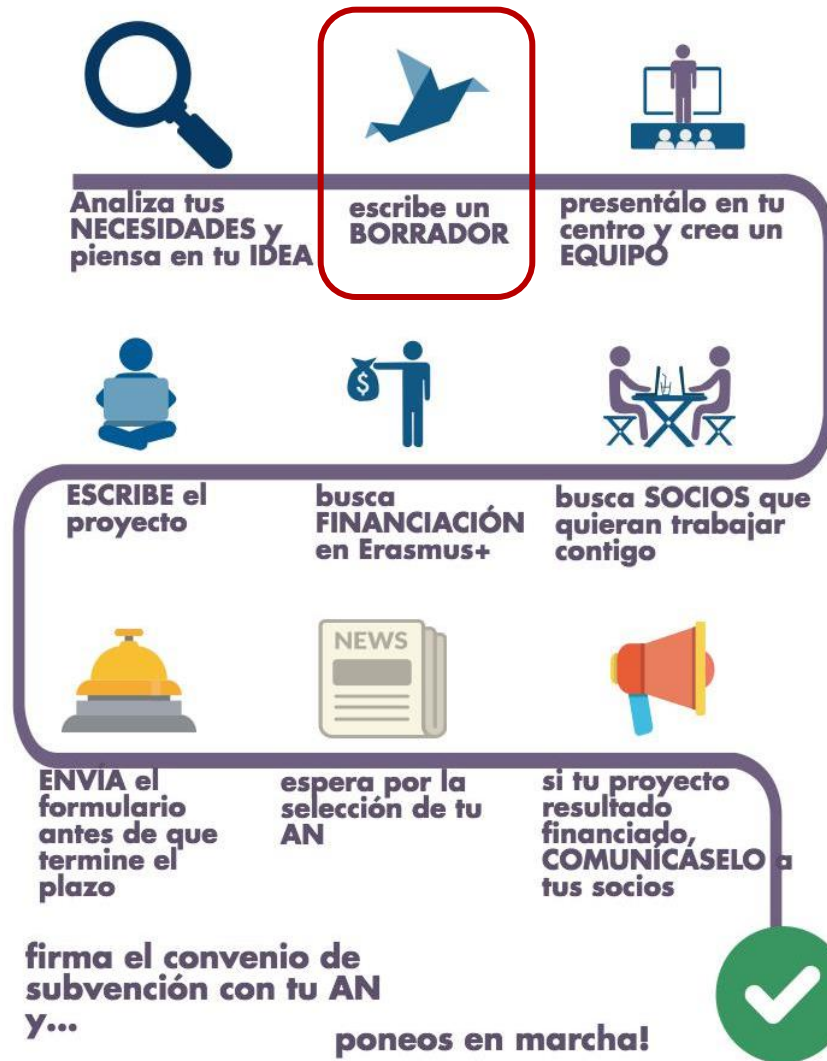 Analiza tus
NECESIDADES y
piensa en tu IDEA
escribe un
BORRADOR
presentálo en tu
centro y crea un
EQUIPO
$
busca SOCIOS que
quieran trabajar
contigo
busca
FINANCIACIÓN
en Erasmus+
ESCRIBE el
proyecto
ENVÍA el
formulario
antes de que
termine el
plazo
NEWS
espera por la
selección de tu
AN
si tu proyecto
resultado
financiado,
COMUNÍCASELO a
tus socios
firma el convenio de
subvención con tu AN
y...
poneos en marcha!